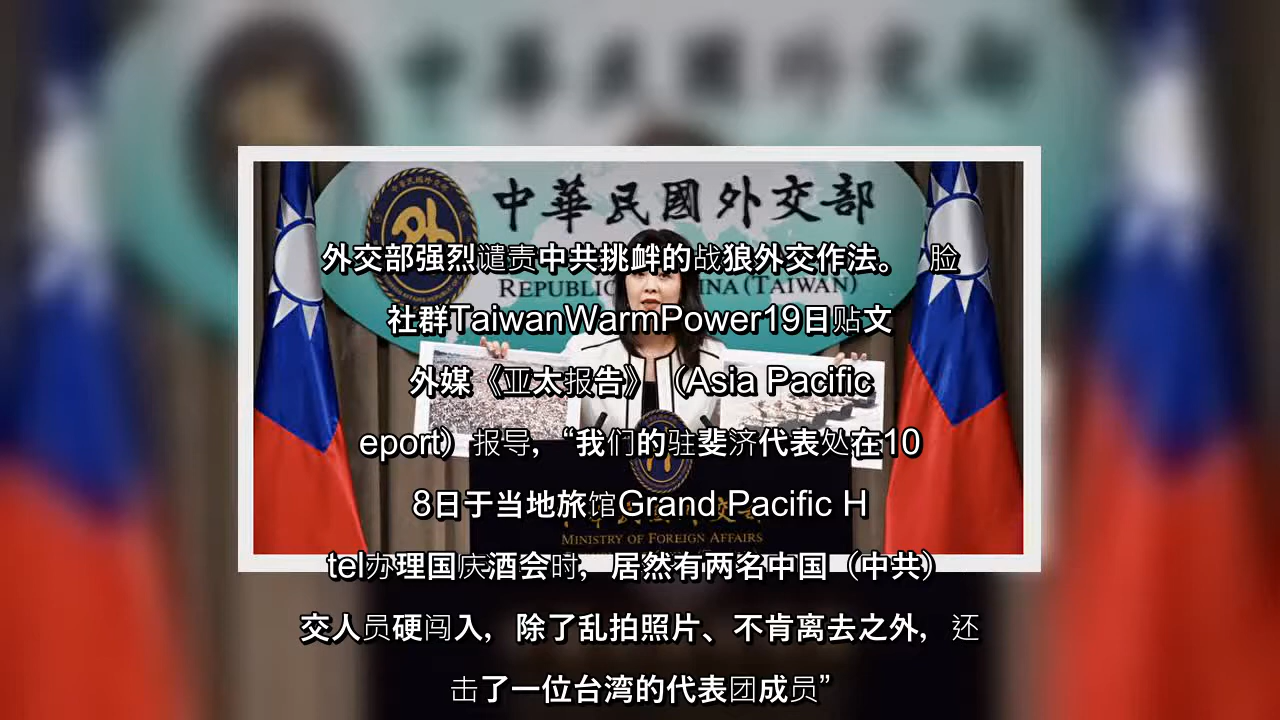 中華民國外交部
外交部强烈谴责中共挑衅的战狼外交作法。 脸
REPUBLIC
INA (TAIWAN)
社群TaiwanWarmPower19日贴文
外媒《亚太报告》（Asia Pacific
eport）报导，“我们的驻斐济代表处在10
8日于当地旅馆Grand Pacific H
MINISTRY OF FOREIGN AFFAIRS
tel办理国庆酒会时，居然有两名中国（中共）
交人员硬闯入，除了乱拍照片、不肯离去之外，还
击了一位台湾的代表团成员”